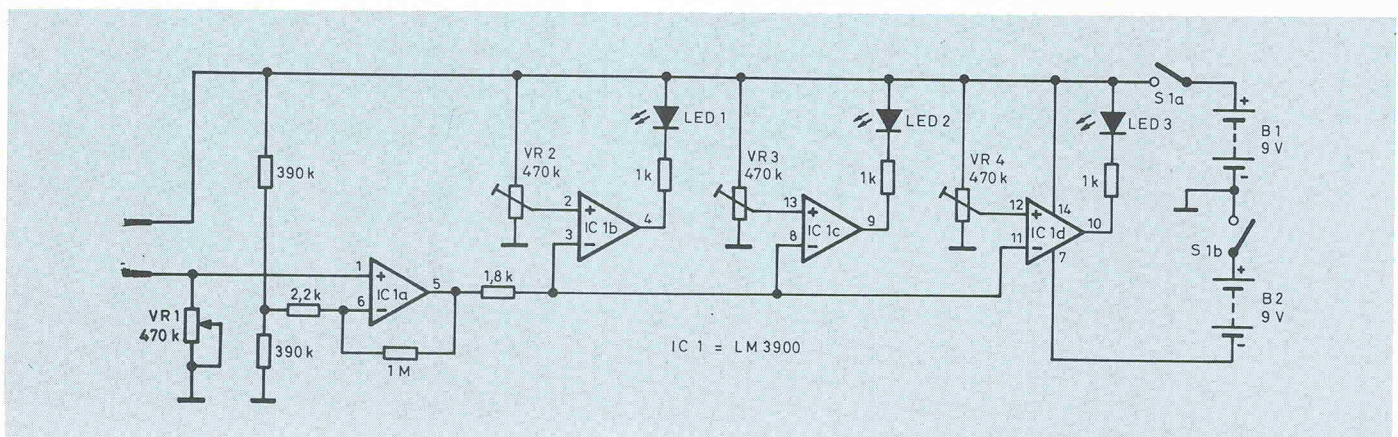 S 1a
LED 1
LED 2
LED 3
+
B 1
9 V
-
VR 2
470 k
VR 3
470 k
VR 4
470 k
390 k
1k
1k
1k
2
+
IC 1b
4
3
-
13
+
IC 1c
9
8
-
12
+
14
IC 1d
10
11
-
7
S 1b
+
B 2
9 V
-
1
+
IC 1a
5
6
-
1,8k
2,2k
VR 1
470 k
390 k
1 M
IC 1 = LM 3900